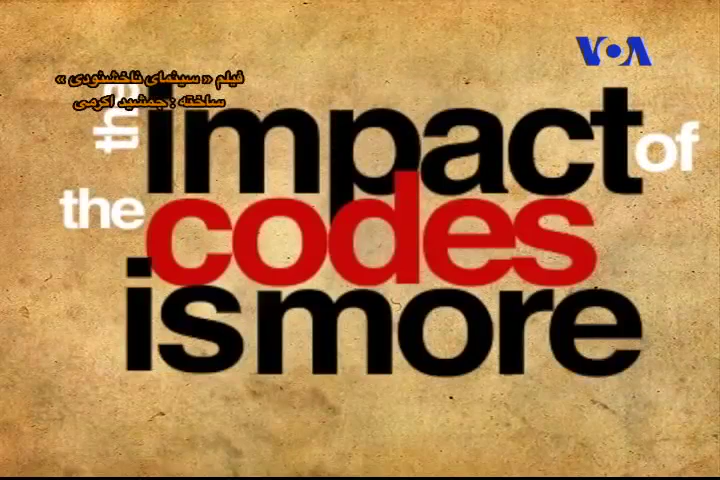 VOA
فیلم « سینمای ناخشنودی »
ساخته : جمشید اکرمی
the impact of
the codes
is more